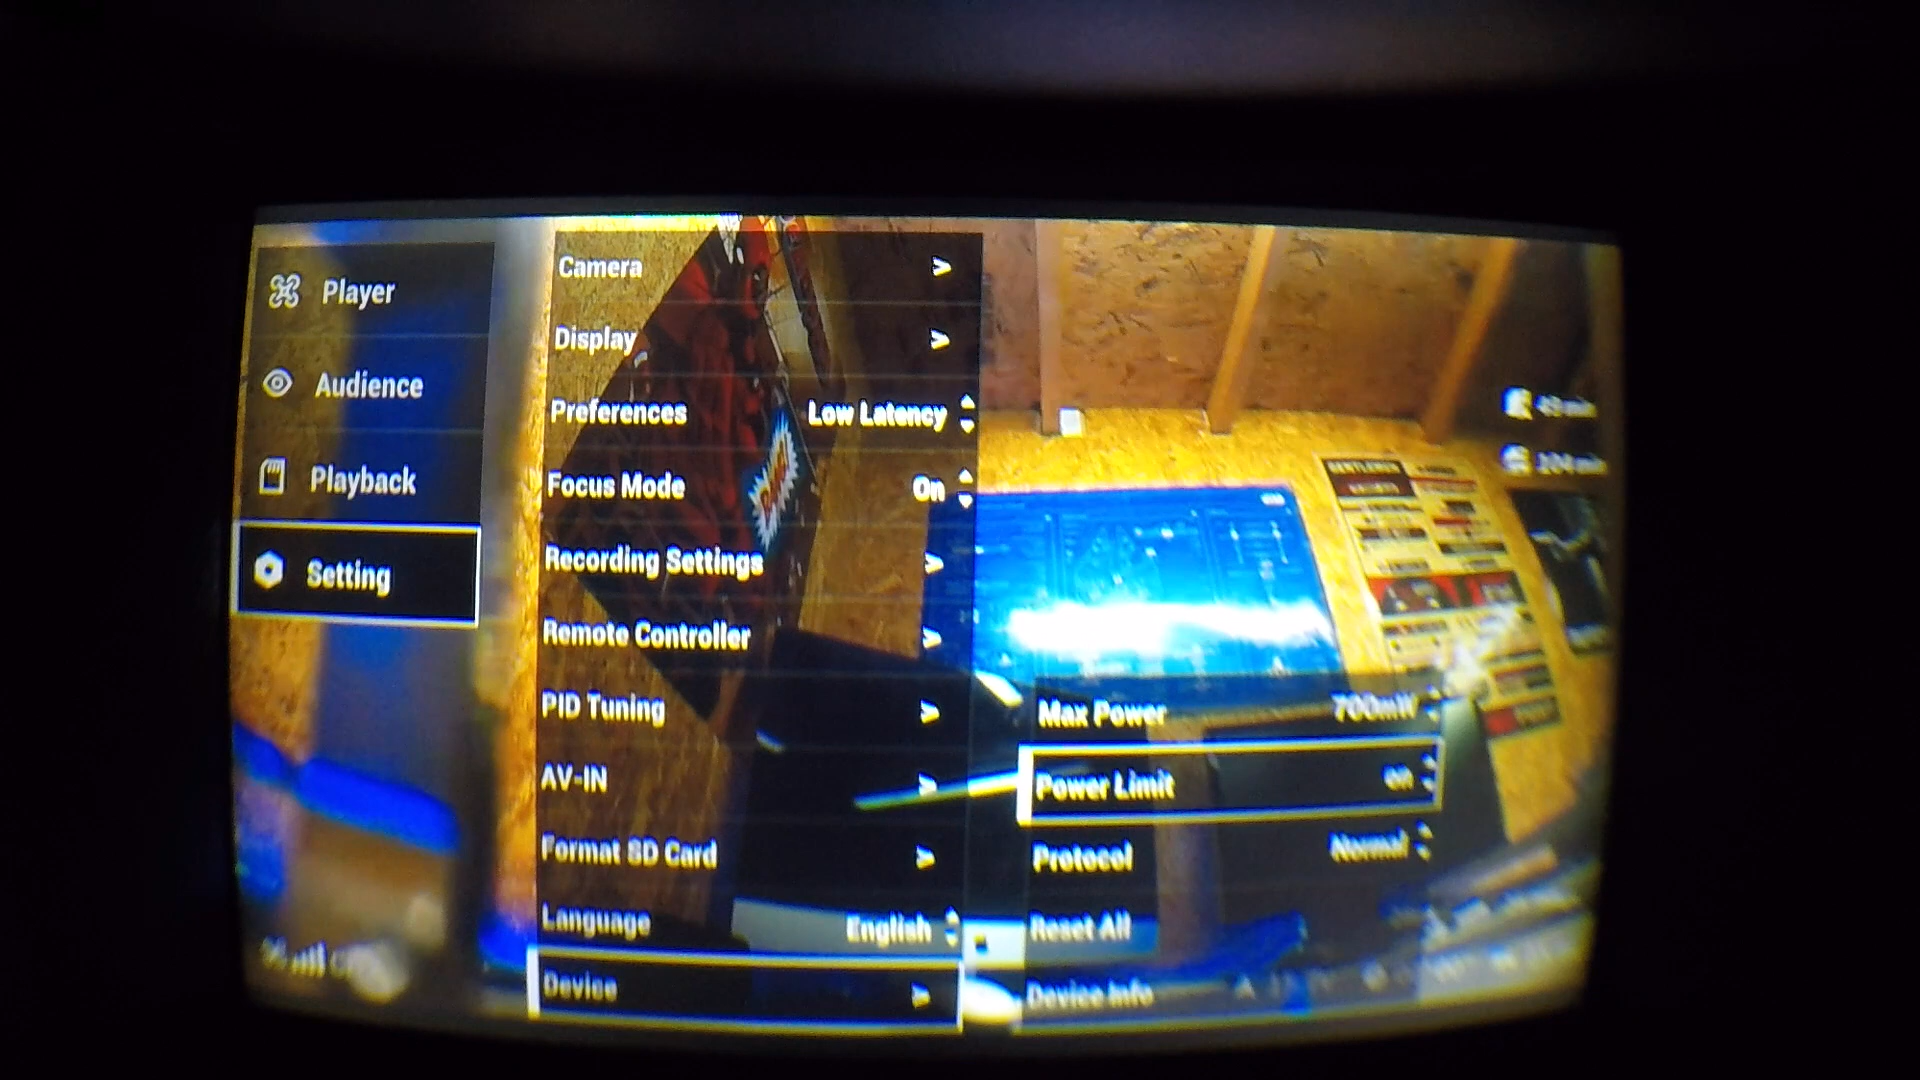 Player
Audience
Playback
Setting
Camera >
Display >
Preferences Low Latency
Focus Mode On
Recording Settings >
Remote Controller >
PID Tuning >
AV-IN >
Format SD Card >
Language English
Device >
Max Power 700mW
Power Limit on
Protocol Normal
Reset All
Device Info